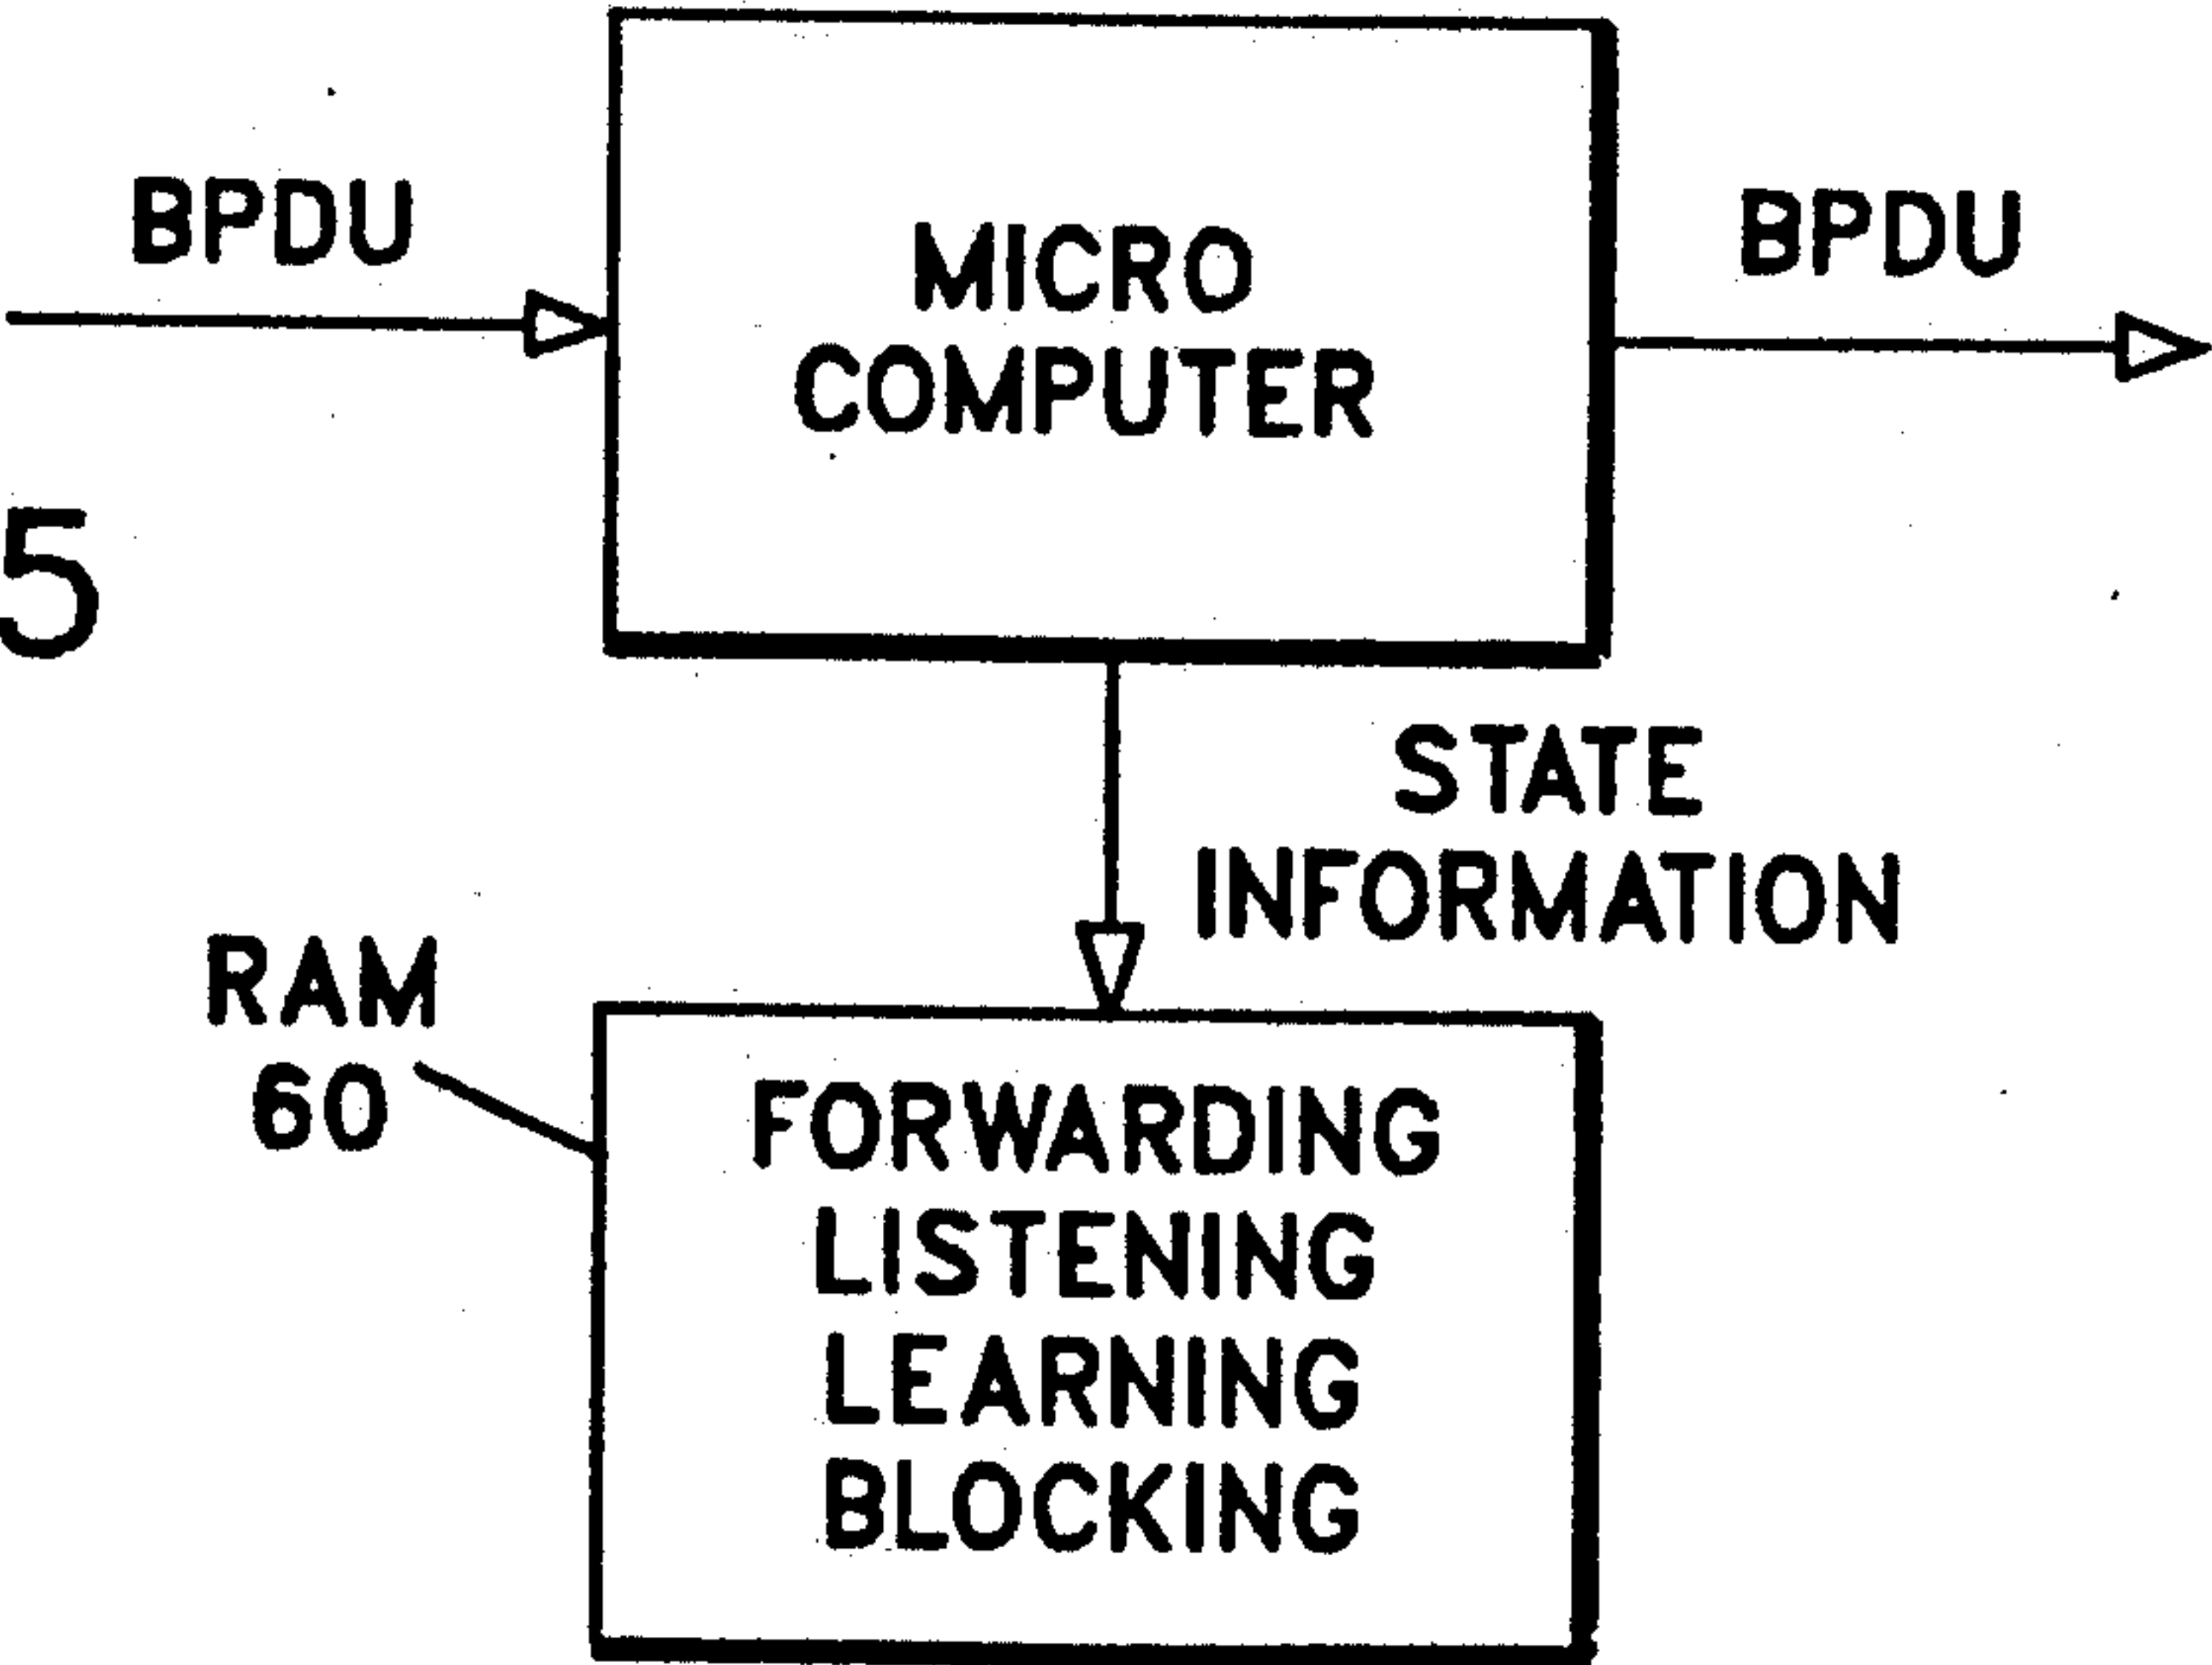 BPDU
MICRO
COMPUTER
BPDU
5
STATE
INFORMATION
RAM
60
FORWARDING
LISTENING
LEARNING
BLOCKING